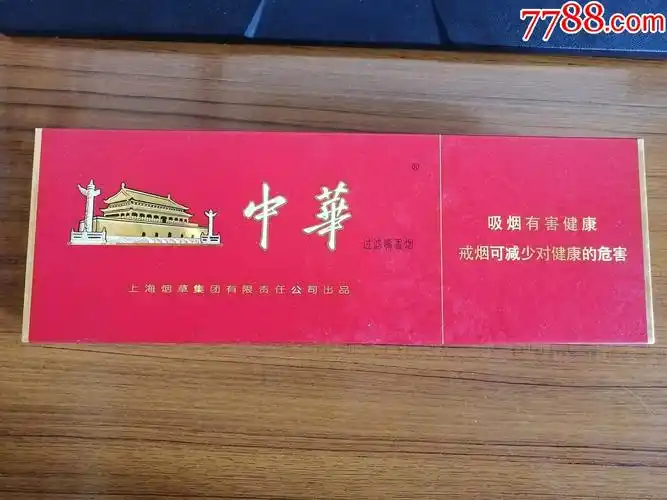 7788.com
中華
®
过滤嘴香烟
上海烟草集团有限责任公司出品
吸烟有害健康
戒烟可减少对健康的危害